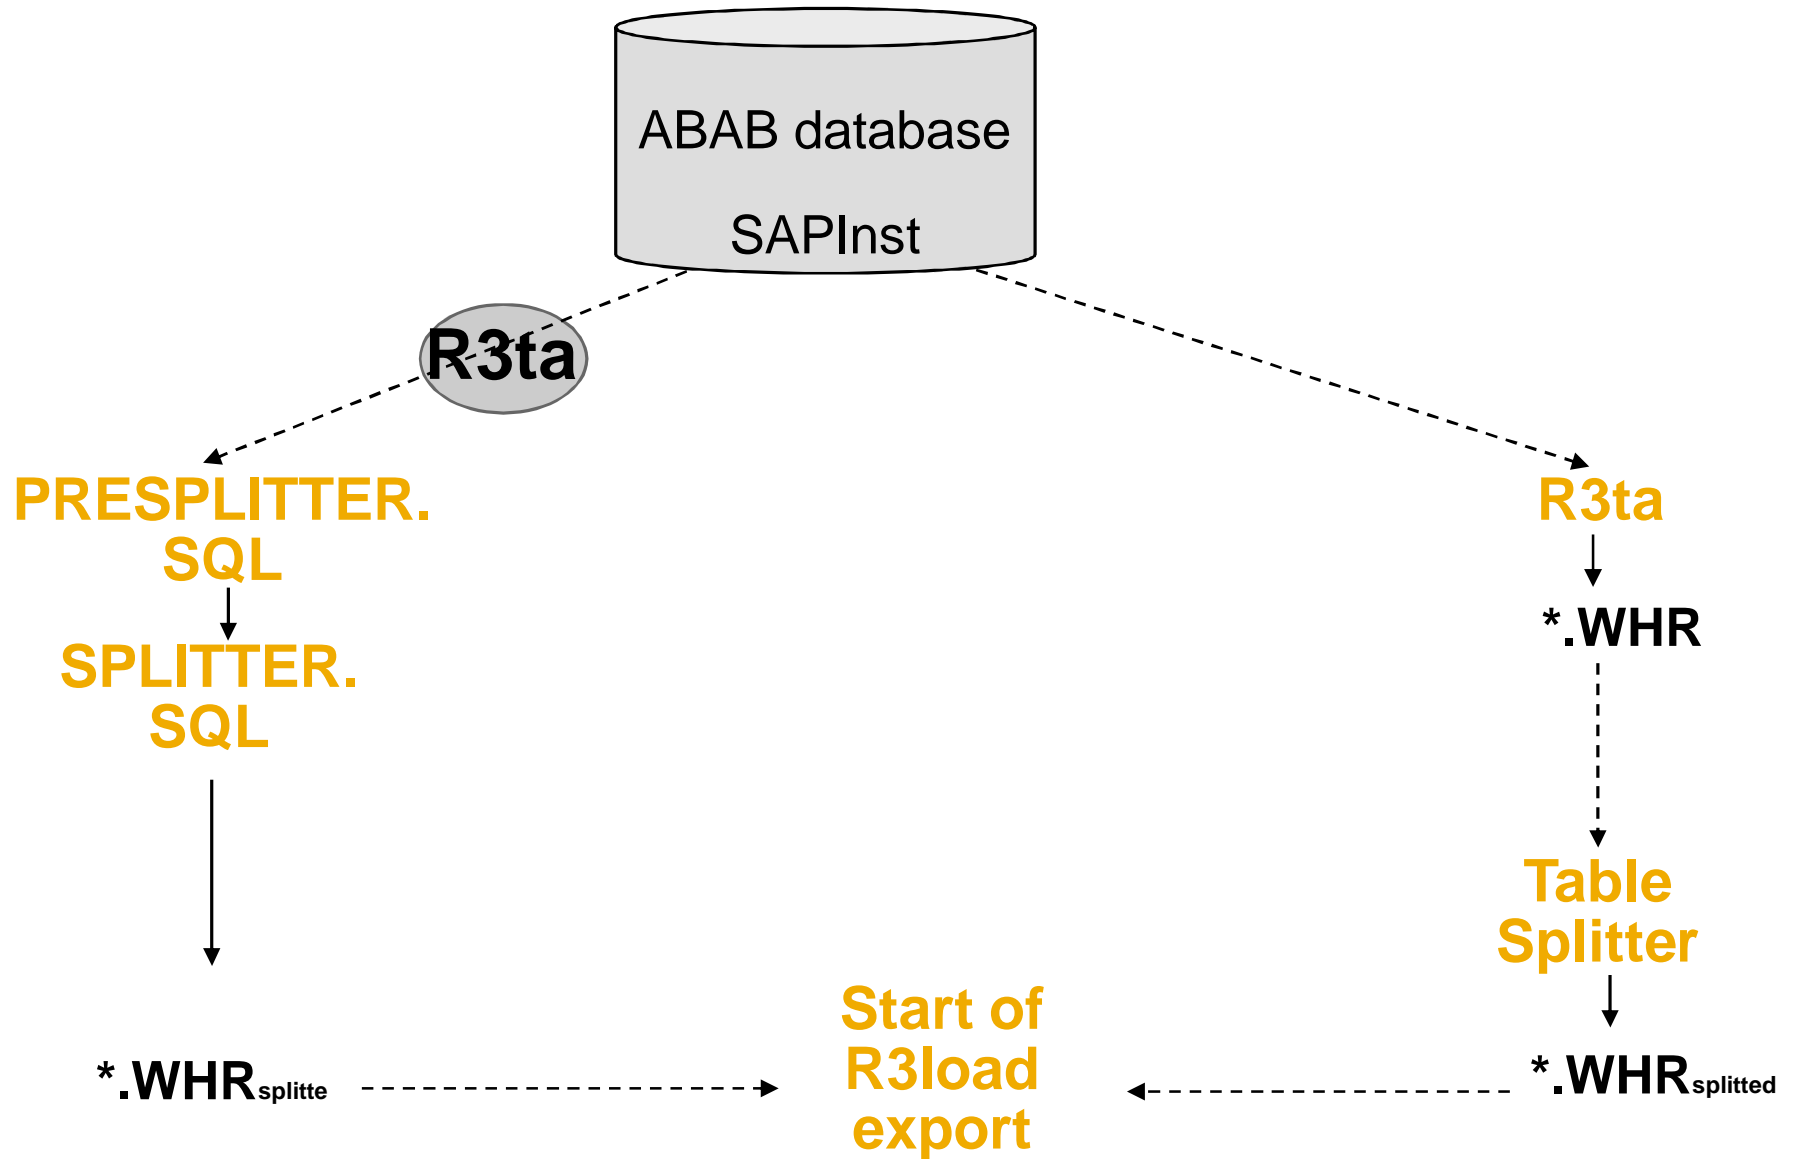 ABAB database
SAPInst
R3ta
PRESPLITTER.
SQL
SPLITTER.
SQL
*.WHRsplitte
R3ta
*.WHR
Table
Splitter
*.WHRsplitted
Start of
R3load
export